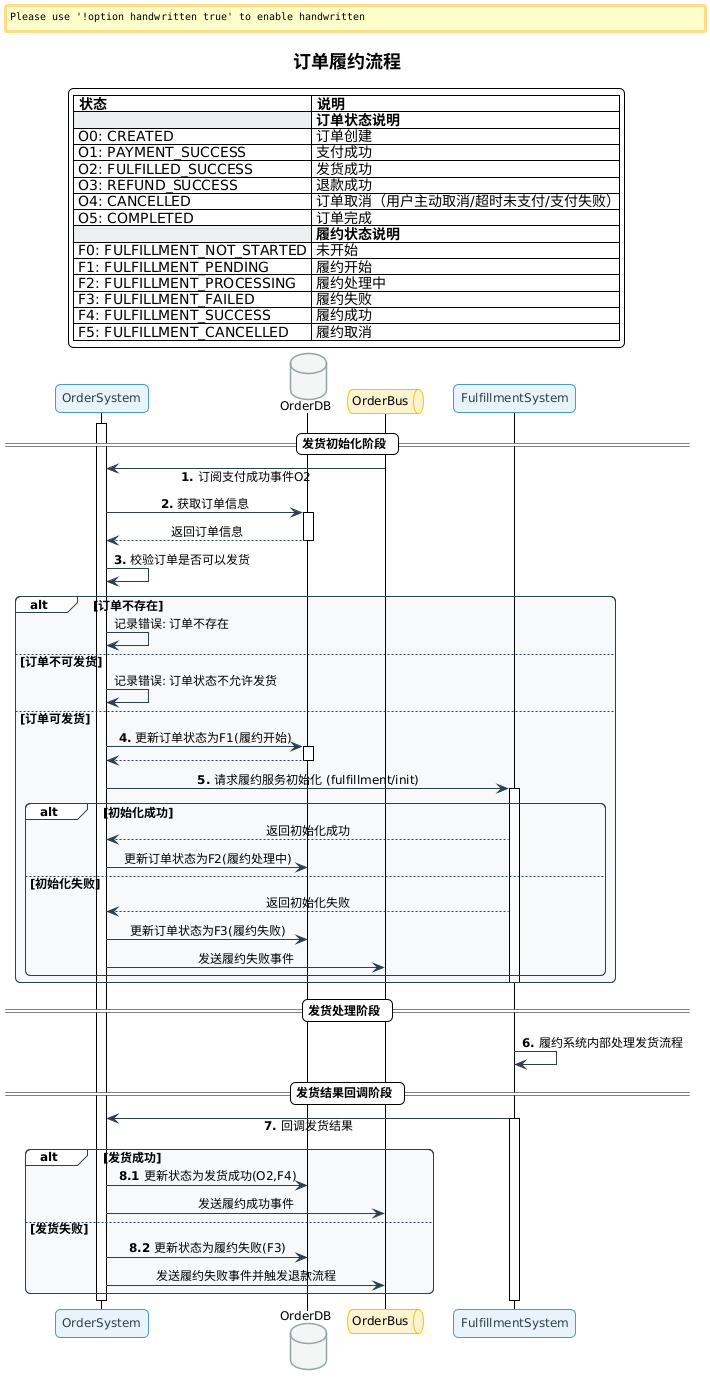 Please use '!option handwritten true' to enable handwritten
订单履约流程
状态 说明
订单状态说明
O0: CREATED 订单创建
O1: PAYMENT_SUCCESS 支付成功
O2: FULFILLED_SUCCESS 发货成功
O3: REFUND_SUCCESS 退款成功
O4: CANCELLED 订单取消（用户主动取消/超时未支付/支付失败）
O5: COMPLETED 订单完成
履约状态说明
F0: FULFILLMENT_NOT_STARTED 未开始
F1: FULFILLMENT_PENDING 履约开始
F2: FULFILLMENT_PROCESSING 履约处理中
F3: FULFILLMENT_FAILED 履约失败
F4: FULFILLMENT_SUCCESS 履约成功
F5: FULFILLMENT_CANCELLED 履约取消
OrderSystem OrderDB OrderBus FulfillmentSystem
发货初始化阶段
1. 订阅支付成功事件O2
2. 获取订单信息
返回订单信息
3. 校验订单是否可以发货
alt [订单不存在]
记录错误: 订单不存在
[订单不可发货]
记录错误: 订单状态不允许发货
[订单可发货]
4. 更新订单状态为F1(履约开始)
5. 请求履约服务初始化 (fulfillment/init)
alt [初始化成功]
返回初始化成功
更新订单状态为F2(履约处理中)
[初始化失败]
返回初始化失败
更新订单状态为F3(履约失败)
发送履约失败事件
发货处理阶段
6. 履约系统内部处理发货流程
发货结果回调阶段
7. 回调发货结果
alt [发货成功]
8.1 更新状态为发货成功(O2,F4)
发送履约成功事件
[发货失败]
8.2 更新状态为履约失败(F3)
发送履约失败事件并触发退款流程
OrderSystem OrderDB OrderBus FulfillmentSystem